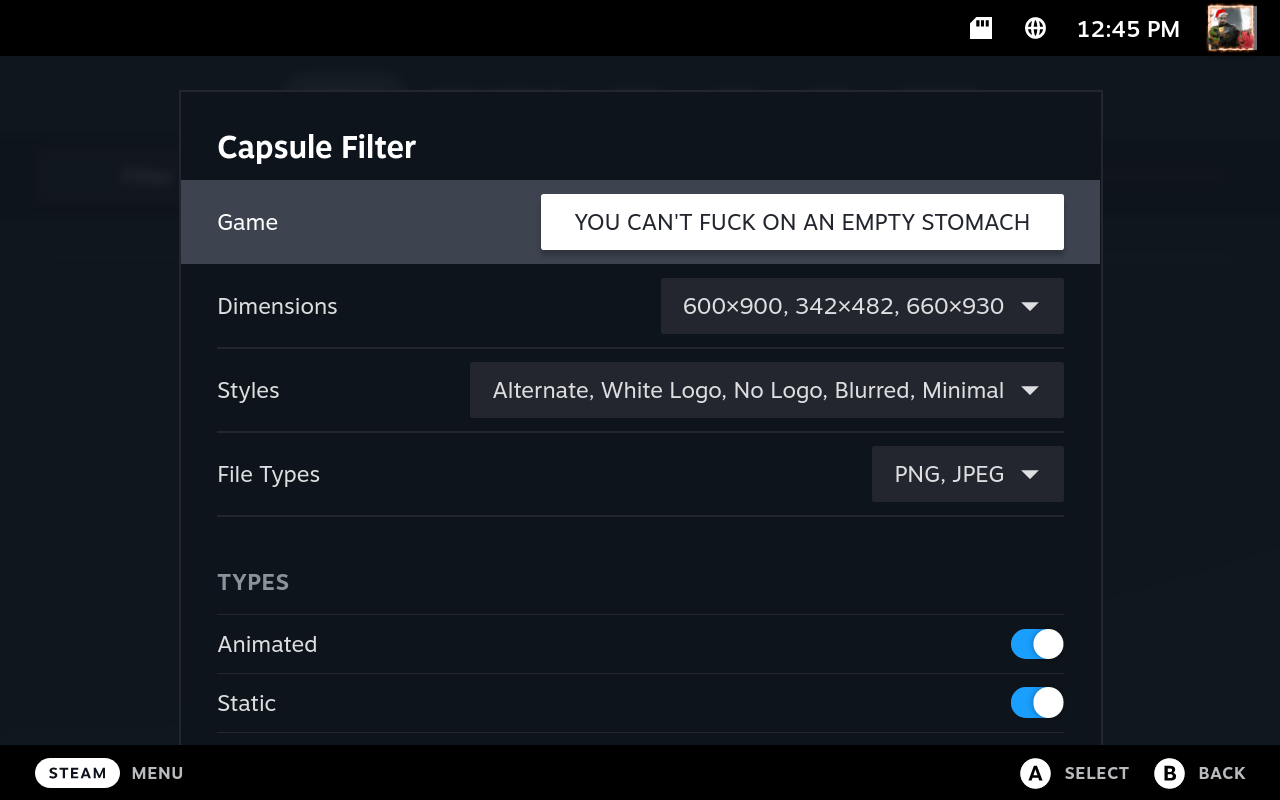 12:45 PM
Capsule Filter
Game
YOU CAN'T FUCK ON AN EMPTY STOMACH
Dimensions
600×900, 342×482, 660×930
Styles
Alternate, White Logo, No Logo, Blurred, Minimal
File Types
PNG, JPEG
TYPES
Animated
Static
STEAM MENU
A SELECT B BACK